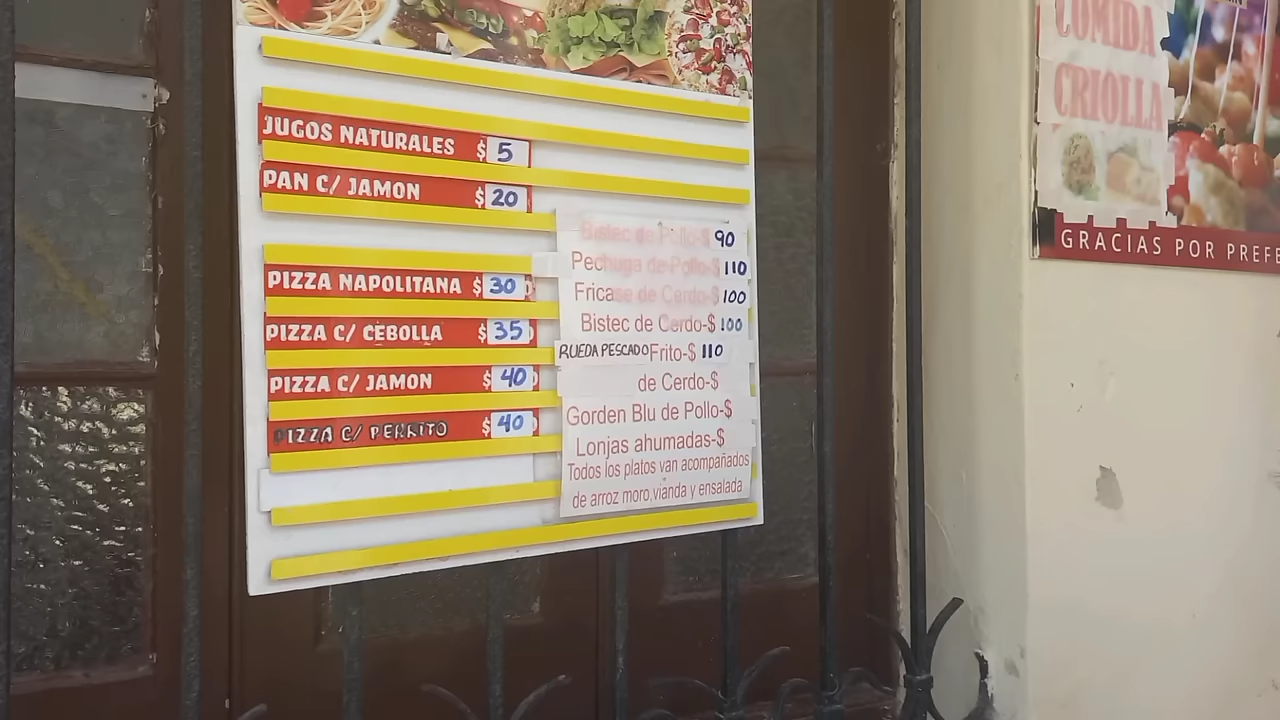 JUGOS NATURALES $ 5
PAN C/ JAMON $ 20
PIZZA NAPOLITANA $ 30
PIZZA C/ CEBOLLA $ 35
PIZZA C/ JAMON $ 40
PIZZA C/ PERRITO $ 40
Bistec de Pollo-$ 90
Pechuga de Pollo-$ 110
Fricase de Cerdo-$ 100
Bistec de Cerdo-$ 100
RUEDA PESCADO Frito-$ 110
de Cerdo-$
Gorden Blu de Pollo-$
Lonjas ahumadas-$
Todos los platos van acompañados
de arroz moro,vianda y ensalada
COMIDA
CRIOLLA
GRACIAS POR PREFE